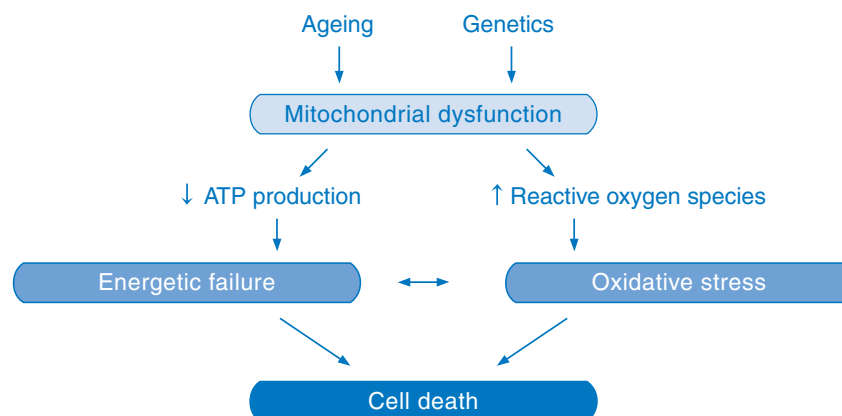 Ageing Genetics
Mitochondrial dysfunction
↓ ATP production ↑ Reactive oxygen species
Energetic failure Oxidative stress
Cell death